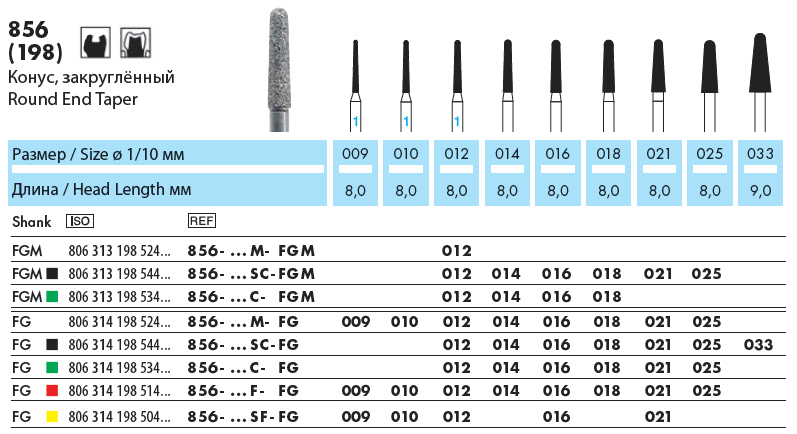 856
(198)
Конус, закруглённый
Round End Taper
1 1 1
Размер / Size ø 1/10 мм 009 010 012 014 016 018 021 025 033
Длина / Head Length мм 8,0 8,0 8,0 8,0 8,0 8,0 8,0 8,0 9,0
Shank ISO REF
FGM 806 313 198 524... 856- ... M- FGM 012
FGM 806 313 198 544... 856- ... SC-FGM 012 014 016 018 021 025
FGM 806 313 198 534... 856- ... C- FGM 012 014 016 018
FG 806 314 198 524... 856- ... M- FG 009 010 012 014 016 018 021 025
FG 806 314 198 544... 856- ... SC-FG 012 014 016 018 021 025 033
FG 806 314 198 534... 856- ... C- FG 012 014 016 018 021 025
FG 806 314 198 514... 856- ... F- FG 009 010 012 014 016 018 021 025
FG 806 314 198 504... 856- ... SF-FG 009 010 012 016 021